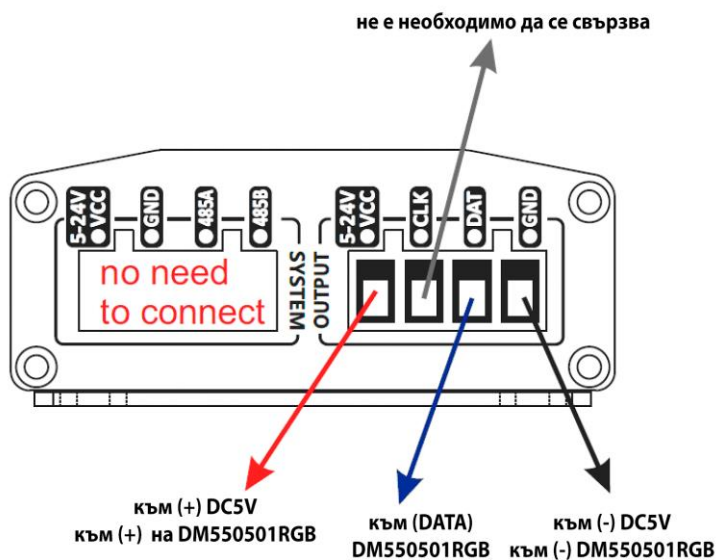 не е необходимо да се свързва
5-24V
VCC
GND
485A
485B
5-24V
VCC
CLK
DAT
GND
no need
to connect
SYSTEM
OUTPUT
към (+) DC5V
към (+) на DM550501RGB
към (DATA)
DM550501RGB
към (-) DC5V
към (-) DM550501RGB